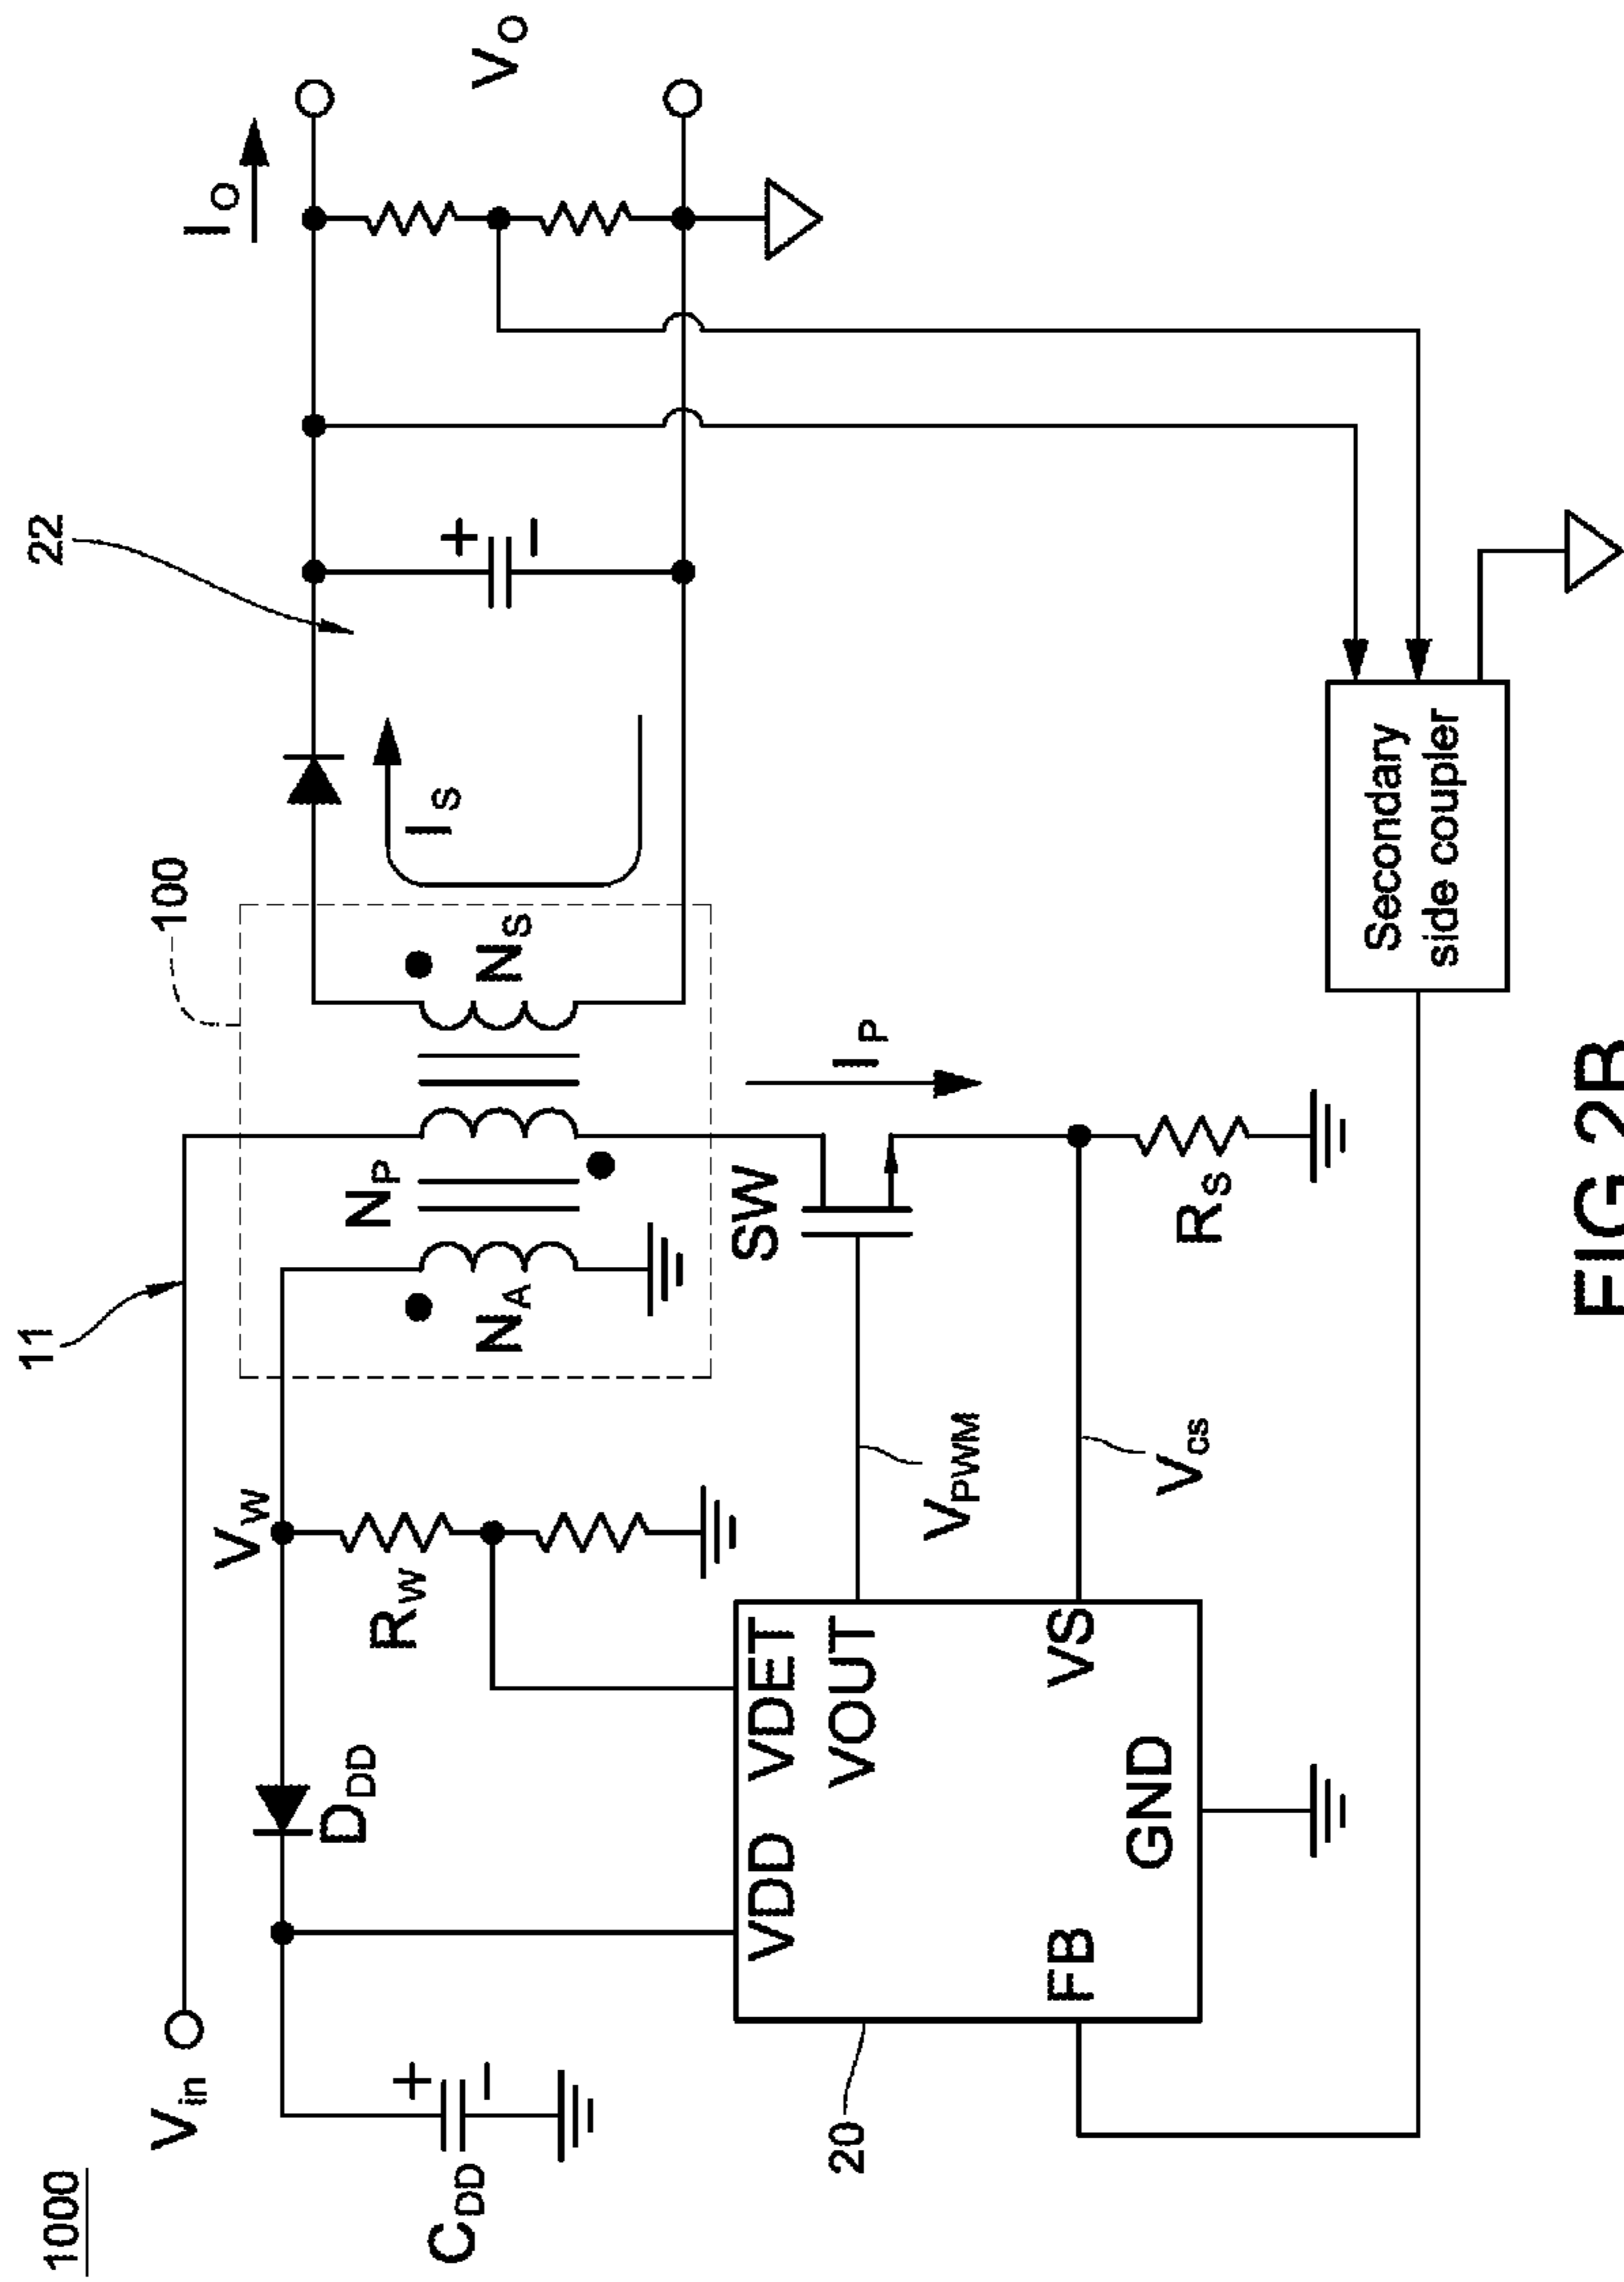 1000
11
22
100
Vin
VW
NP
NA
NS
IS
IO
VO
DDD
RW
CDD
SW
IP
VDD
VDET
VOUT
VPWM
FB
VS
Vcs
GND
RS
20
Secondary
side coupler
FIG.2B